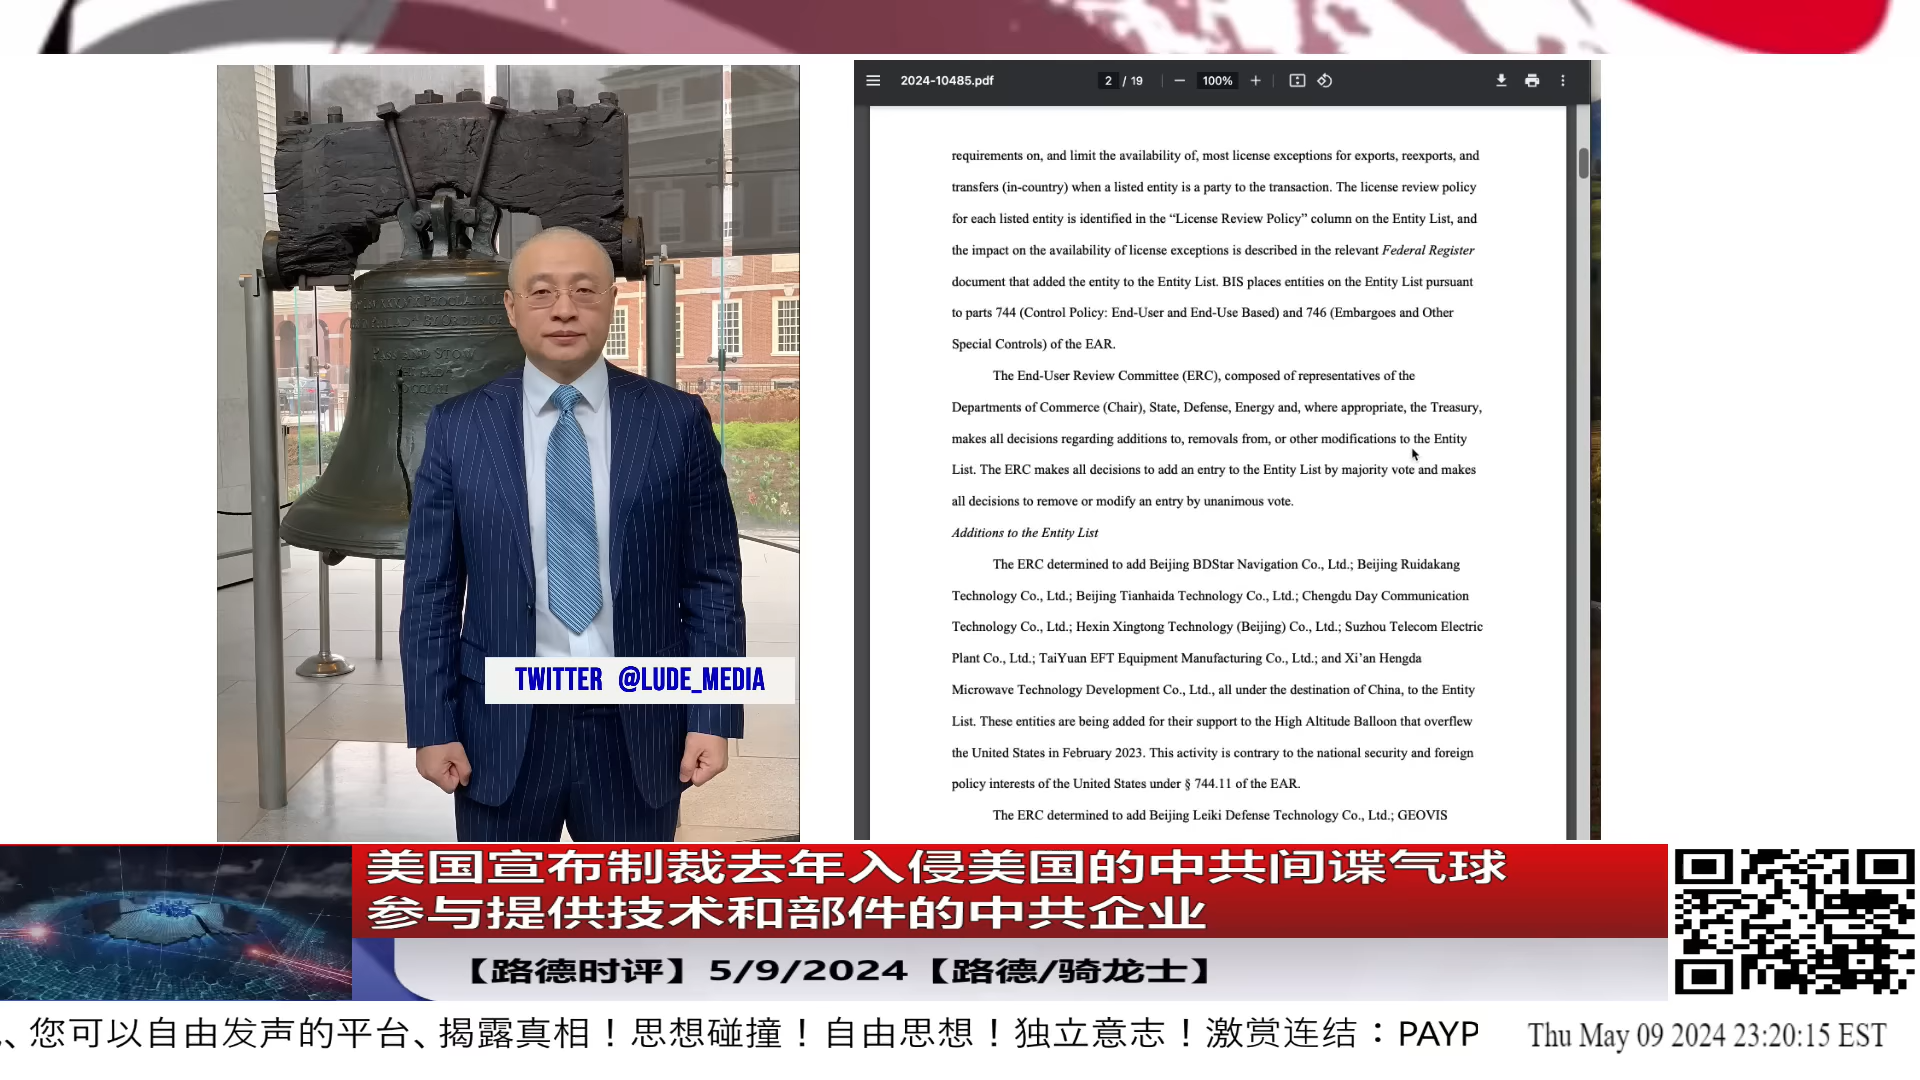 2024-10485.pdf
2 / 19
100%
requirements on, and limit the availability of, most license exceptions for exports, reexports, and
transfers (in-country) when a listed entity is a party to the transaction. The license review policy
for each listed entity is identified in the “License Review Policy” column on the Entity List, and
the impact on the availability of license exceptions is described in the relevant Federal Register
document that added the entity to the Entity List. BIS places entities on the Entity List pursuant
to parts 744 (Control Policy: End-User and End-Use Based) and 746 (Embargoes and Other
Special Controls) of the EAR.
The End-User Review Committee (ERC), composed of representatives of the
Departments of Commerce (Chair), State, Defense, Energy and, where appropriate, the Treasury,
makes all decisions regarding additions to, removals from, or other modifications to the Entity
List. The ERC makes all decisions to add an entry to the Entity List by majority vote and makes
all decisions to remove or modify an entry by unanimous vote.
Additions to the Entity List
The ERC determined to add Beijing BDStar Navigation Co., Ltd.; Beijing Ruidakang
Technology Co., Ltd.; Beijing Tianhaida Technology Co., Ltd.; Chengdu Day Communication
Technology Co., Ltd.; Hexin Xingtong Technology (Beijing) Co., Ltd.; Suzhou Telecom Electric
Plant Co., Ltd.; TaiYuan EFT Equipment Manufacturing Co., Ltd.; and Xi’an Hengda
Microwave Technology Development Co., Ltd., all under the destination of China, to the Entity
List. These entities are being added for their support to the High Altitude Balloon that overflew
the United States in February 2023. This activity is contrary to the national security and foreign
policy interests of the United States under § 744.11 of the EAR.
The ERC determined to add Beijing Leiki Defense Technology Co., Ltd.; GEOVIS
PASS AND STOW
TWITTER @LUDE_MEDIA
美国宣布制裁去年入侵美国的中共间谍气球
参与提供技术和部件的中共企业
【路德时评】5/9/2024【路德/骑龙士】
、您可以自由发声的平台、揭露真相！思想碰撞！自由思想！独立意志！激赏连结：PAYP
Thu May 09 2024 23:20:15 EST